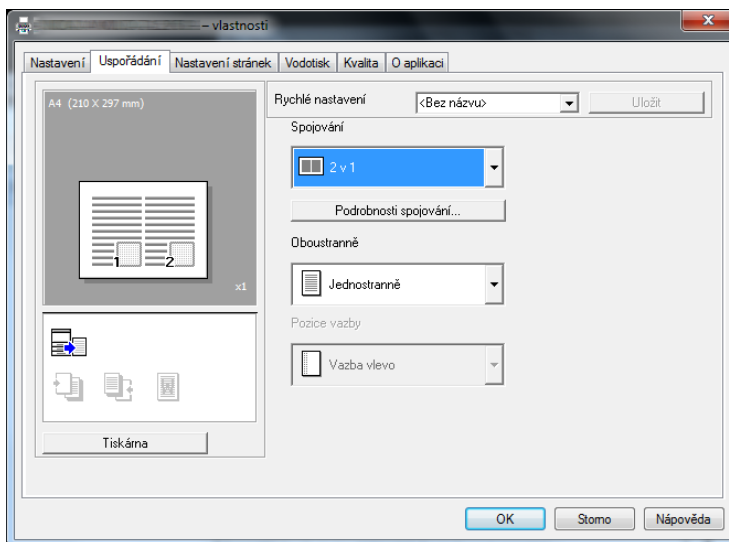 – vlastnosti
Nastavení Uspořádání Nastavení stránek Vodotisk Kvalita O aplikaci
A4 (210 X 297 mm)
1 2
x1
Tiskárna
Rychlé nastavení <Bez názvu> Uložit
Spojování
2 v 1
Podrobnosti spojování...
Oboustranně
Jednostranně
Pozice vazby
Vazba vlevo
OK Storno Nápověda